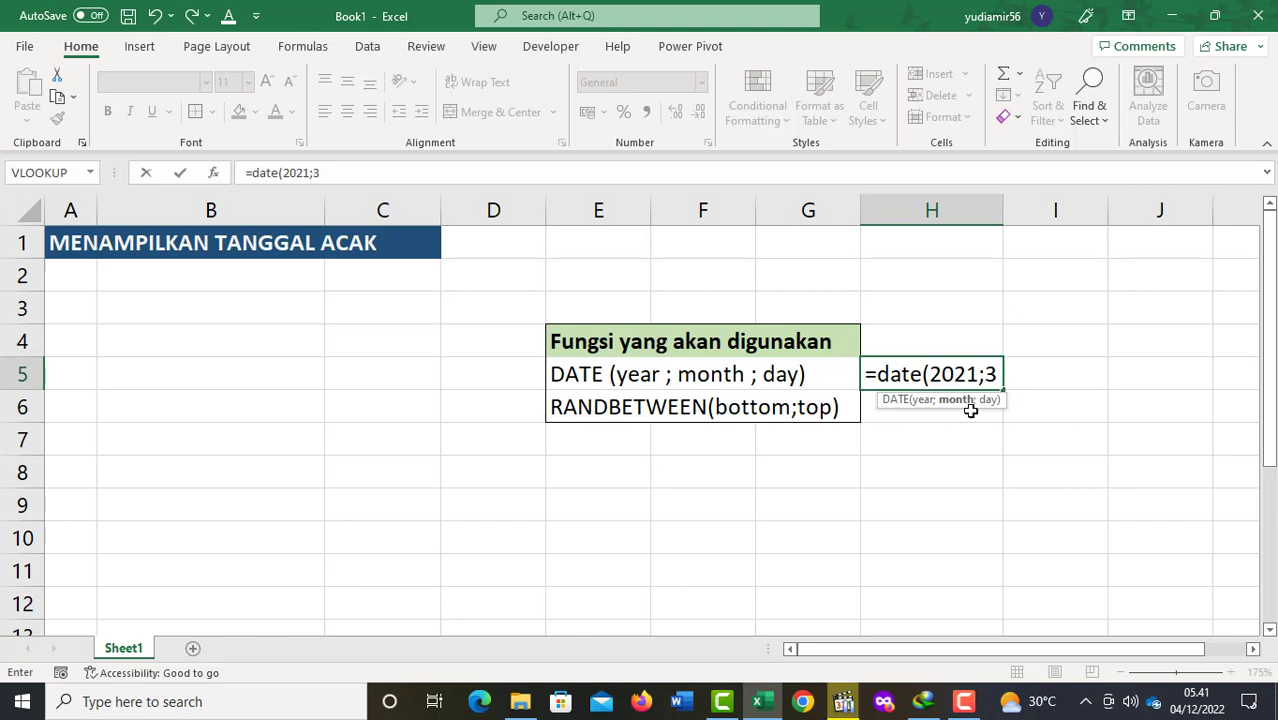 AutoSave Off Book1 - Excel Search (Alt+Q) yudiamir56 Y
File Home Insert Page Layout Formulas Data Review View Developer Help Power Pivot Comments Share
Paste 11 Wrap Text General Conditional Format as Cell Insert Sort & Find & Analyze Camera
B I U Merge & Center Formatting Table Styles Delete Filter Select Data
Format
Clipboard Font Alignment Number Styles Cells Editing Analysis Kamera
VLOOKUP fx =date(2021;3
A B C D E F G H I J
1 MENAMPILKAN TANGGAL ACAK
2
3
4 Fungsi yang akan digunakan
5 DATE (year ; month ; day) =date(2021;3
DATE(year; month; day)
6 RANDBETWEEN(bottom;top)
7
8
9
10
11
12
13
Sheet1
Enter Accessibility: Good to go 175%
Type here to search 30°C 05.41
04/12/2022